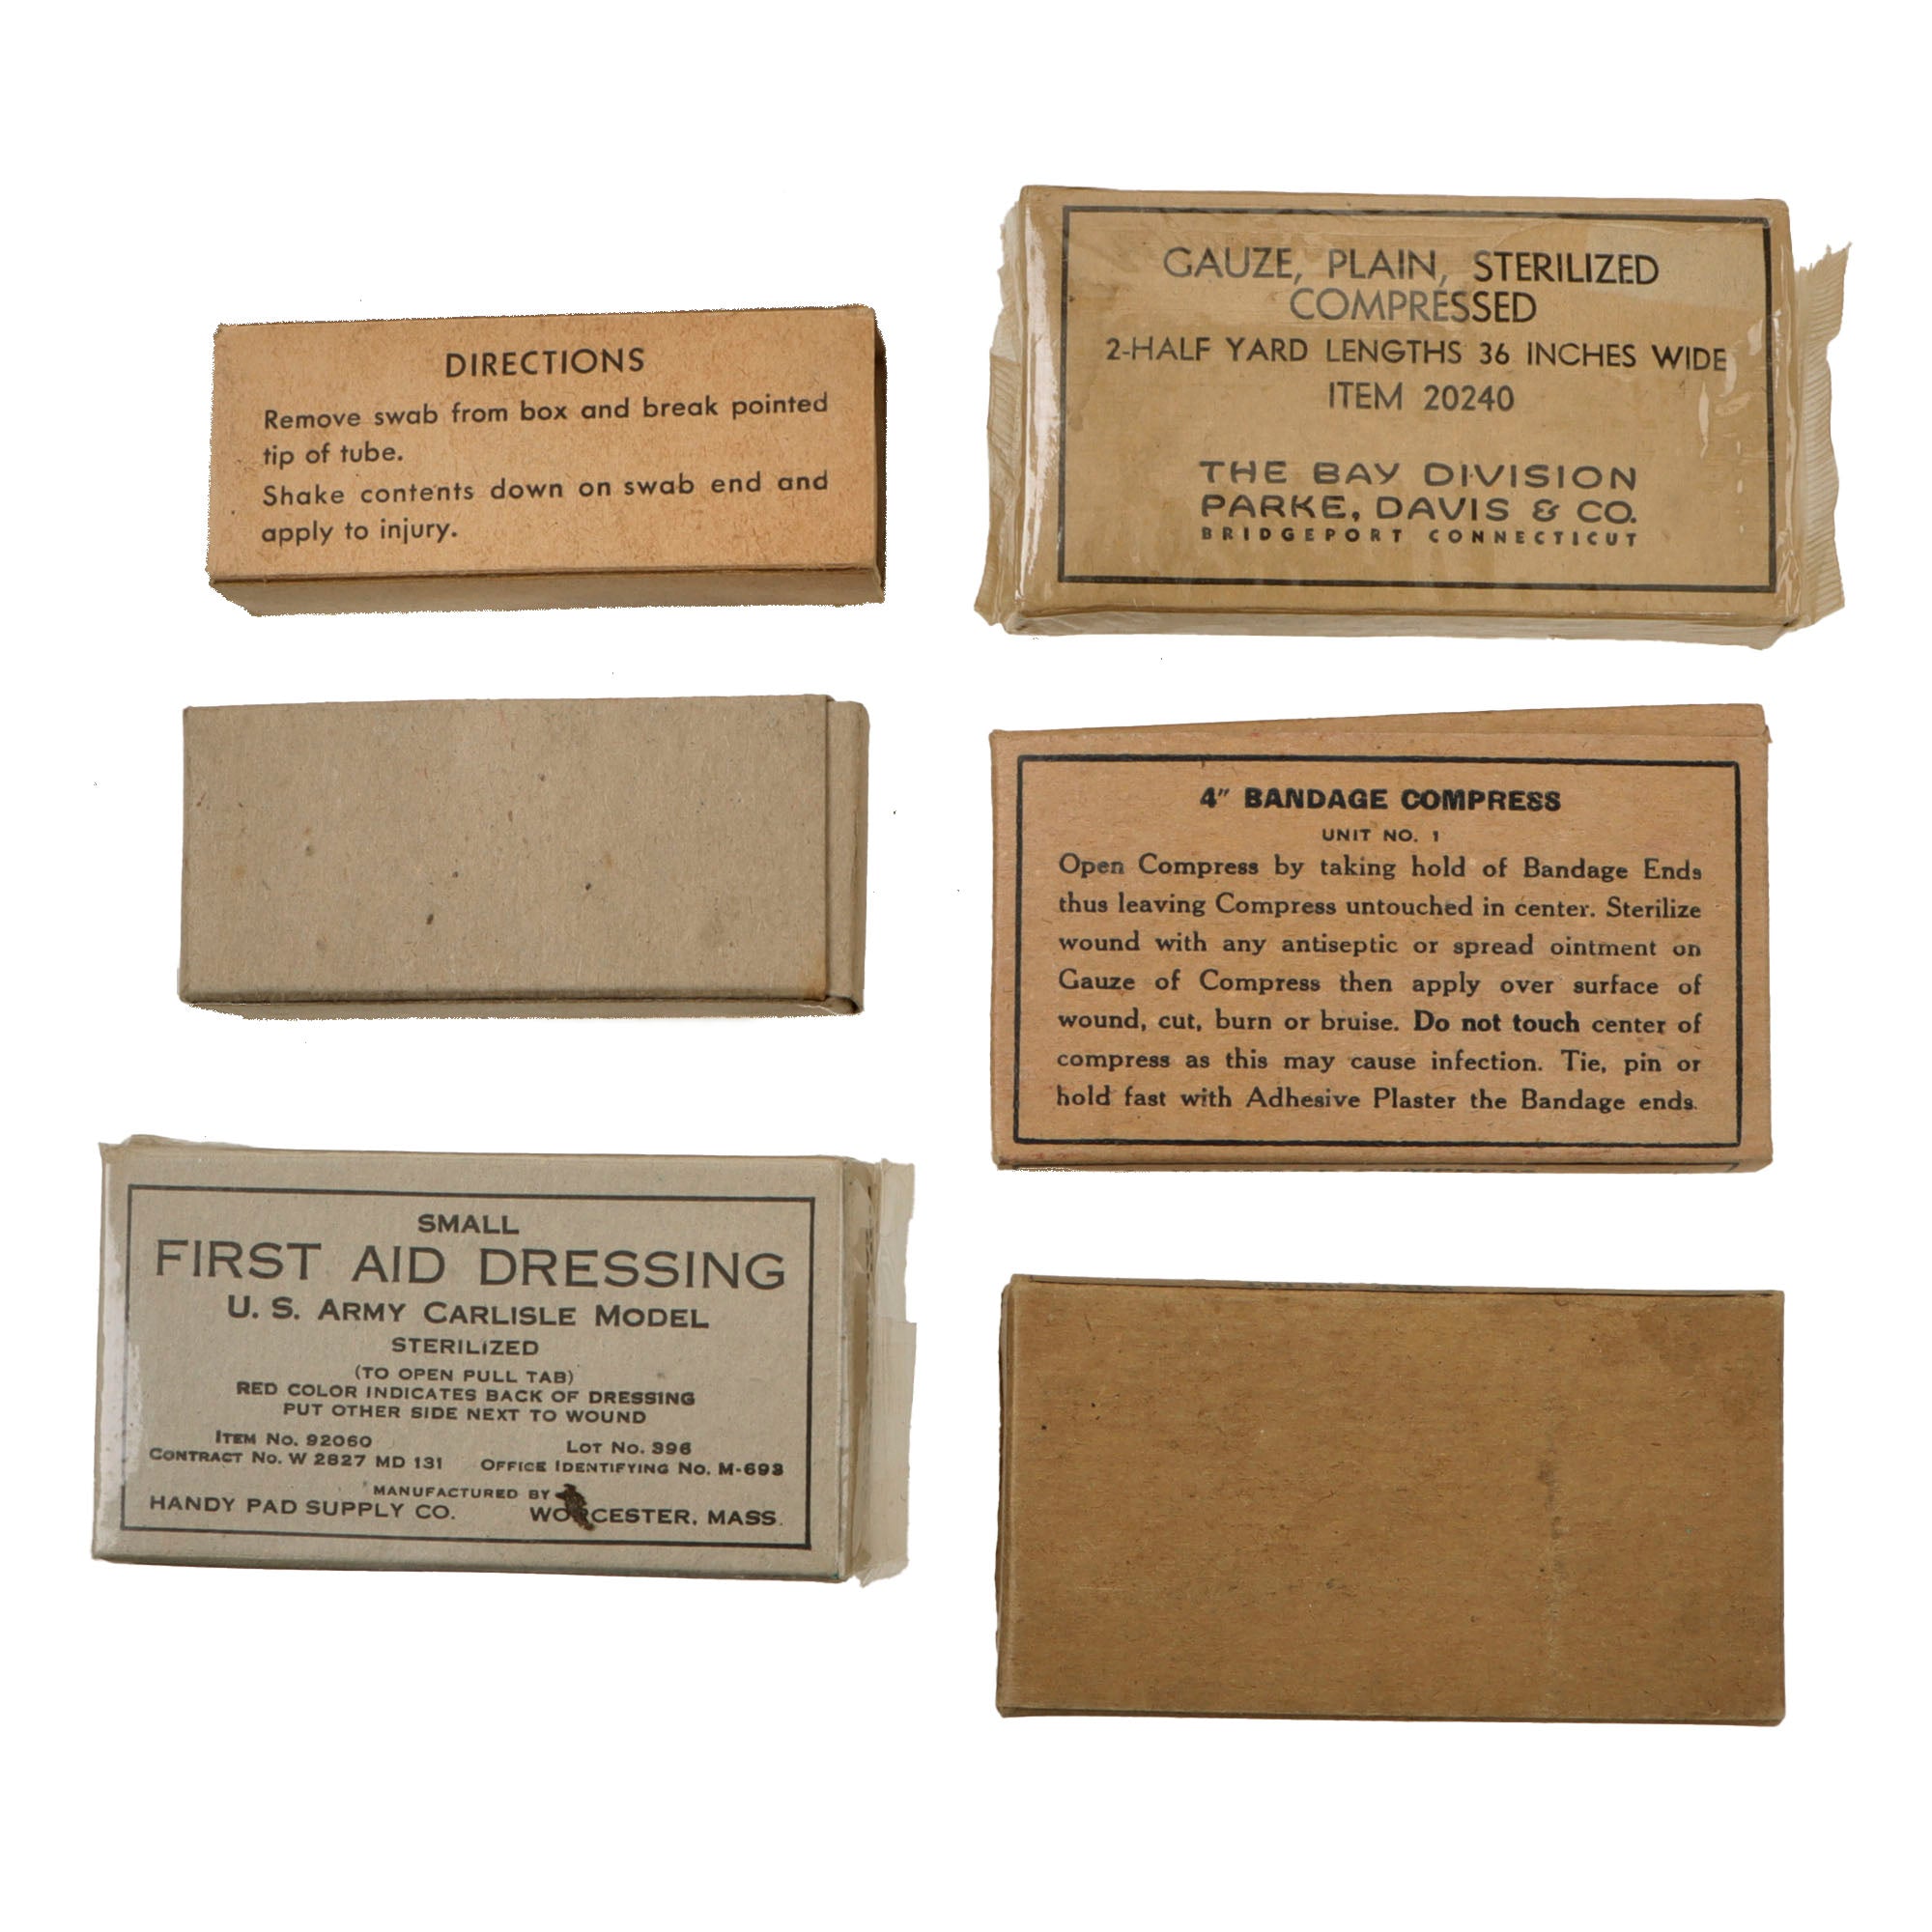 DIRECTIONS
Remove swab from box and break pointed
tip of tube.
Shake contents down on swab end and
apply to injury.
GAUZE, PLAIN, STERILIZED
COMPRESSED
2-HALF YARD LENGTHS 36 INCHES WIDE
ITEM 20240
THE BAY DIVISION
PARKE, DAVIS & CO.
BRIDGEPORT CONNECTICUT
4" BANDAGE COMPRESS
UNIT NO. 1
Open Compress by taking hold of Bandage Ends
thus leaving Compress untouched in center. Sterilize
wound with any antiseptic or spread ointment on
Gauze of Compress then apply over surface of
wound, cut, burn or bruise. Do not touch center of
compress as this may cause infection. Tie, pin or
hold fast with Adhesive Plaster the Bandage ends.
SMALL
FIRST AID DRESSING
U. S. ARMY CARLISLE MODEL
STERILIZED
(TO OPEN PULL TAB)
RED COLOR INDICATES BACK OF DRESSING
PUT OTHER SIDE NEXT TO WOUND
ITEM NO. 92060 LOT NO. 396
CONTRACT NO. W 2827 MD 131 OFFICE IDENTIFYING NO. M-693
MANUFACTURED BY
HANDY PAD SUPPLY CO. WORCESTER, MASS.